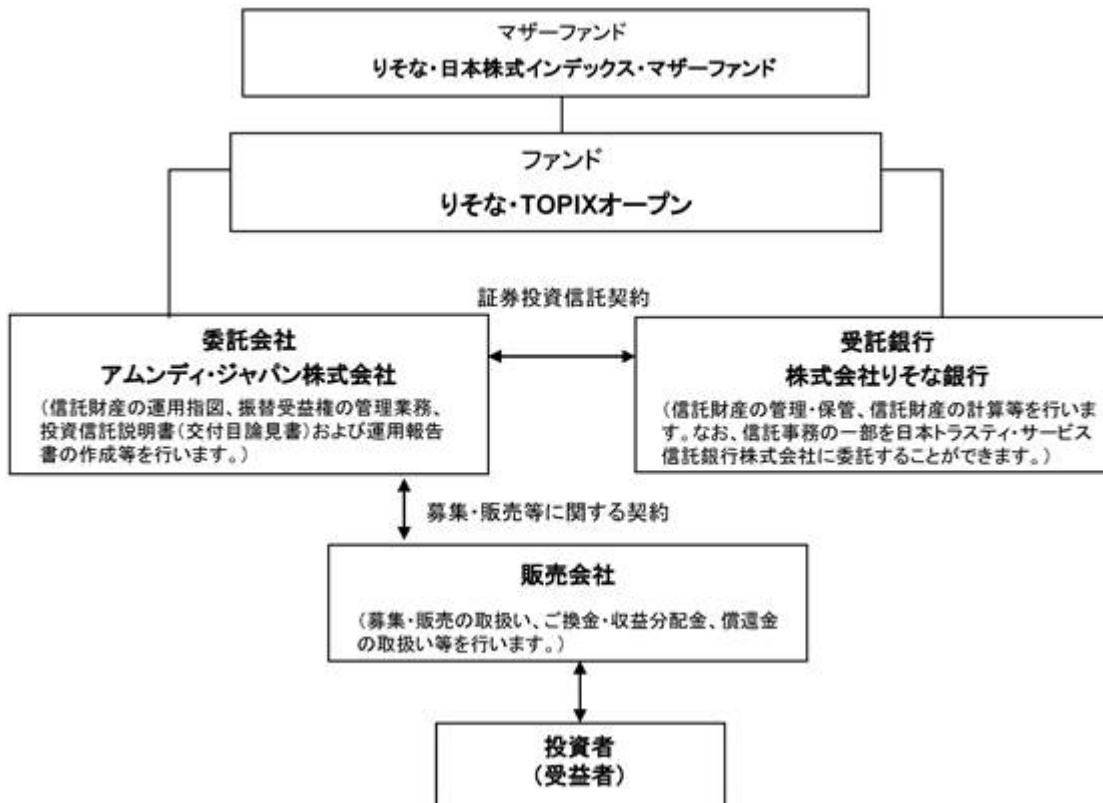 マザーファンド
りそな・日本株式インデックス・マザーファンド
ファンド
りそな・TOPIXオープン
証券投資信託契約
委託会社
アムンディ・ジャパン株式会社
（信託財産の運用指図、振替受益権の管理業務、
投資信託説明書（交付目論見書）および運用報告
書の作成等を行います。）
受託銀行
株式会社りそな銀行
（信託財産の管理・保管、信託財産の計算等を行いま
す。なお、信託事務の一部を日本トラスティ・サービス
信託銀行株式会社に委託することができます。）
募集・販売等に関する契約
販売会社
（募集・販売の取扱い、ご換金・収益分配金、償還金
の取扱い等を行います。）
投資者
（受益者）